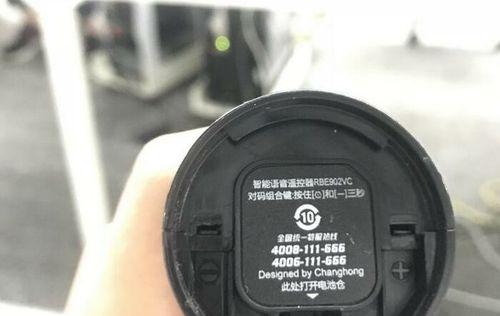 智能语音遥控器RBE902VC
对码组合键:按住[⊙]和[-]三秒
10
全国统一特服热线
4008-111-666
4006-111-666
Designed by Changhong
此处打开电池仓